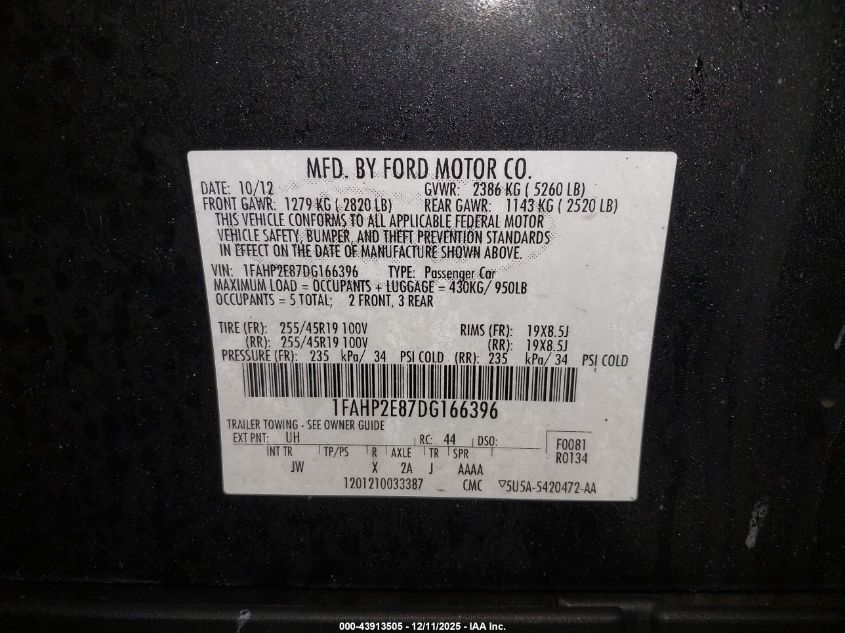 MFD. BY FORD MOTOR CO.
DATE: 10/12 GVWR: 2386 KG ( 5260 LB)
FRONT GAWR: 1279 KG ( 2820 LB) REAR GAWR: 1143 KG ( 2520 LB)
THIS VEHICLE CONFORMS TO ALL APPLICABLE FEDERAL MOTOR
VEHICLE SAFETY, BUMPER, AND THEFT PREVENTION STANDARDS
IN EFFECT ON THE DATE OF MANUFACTURE SHOWN ABOVE.
VIN: 1FAHP2E87DG166396 TYPE: Passenger Car
MAXIMUM LOAD = OCCUPANTS + LUGGAGE = 430KG/ 950LB
OCCUPANTS = 5 TOTAL; 2 FRONT, 3 REAR
TIRE (FR): 255/45R19 100V RIMS (FR): 19X8.5J
(RR): 255/45R19 100V (RR): 19X8.5J
PRESSURE (FR): 235 kPa/ 34 PSI COLD (RR): 235 kPa/ 34 PSI COLD
1FAHP2E87DG166396
TRAILER TOWING - SEE OWNER GUIDE
EXT PNT: UH RC: 44 DSO: F0081
INT TR TP/PS R AXLE TR SPR R0134
JW X 2A J AAAA
1201210033387 CMC ▽5U5A-5420472-AA
000-43913505 - 12/11/2025 - IAA Inc.